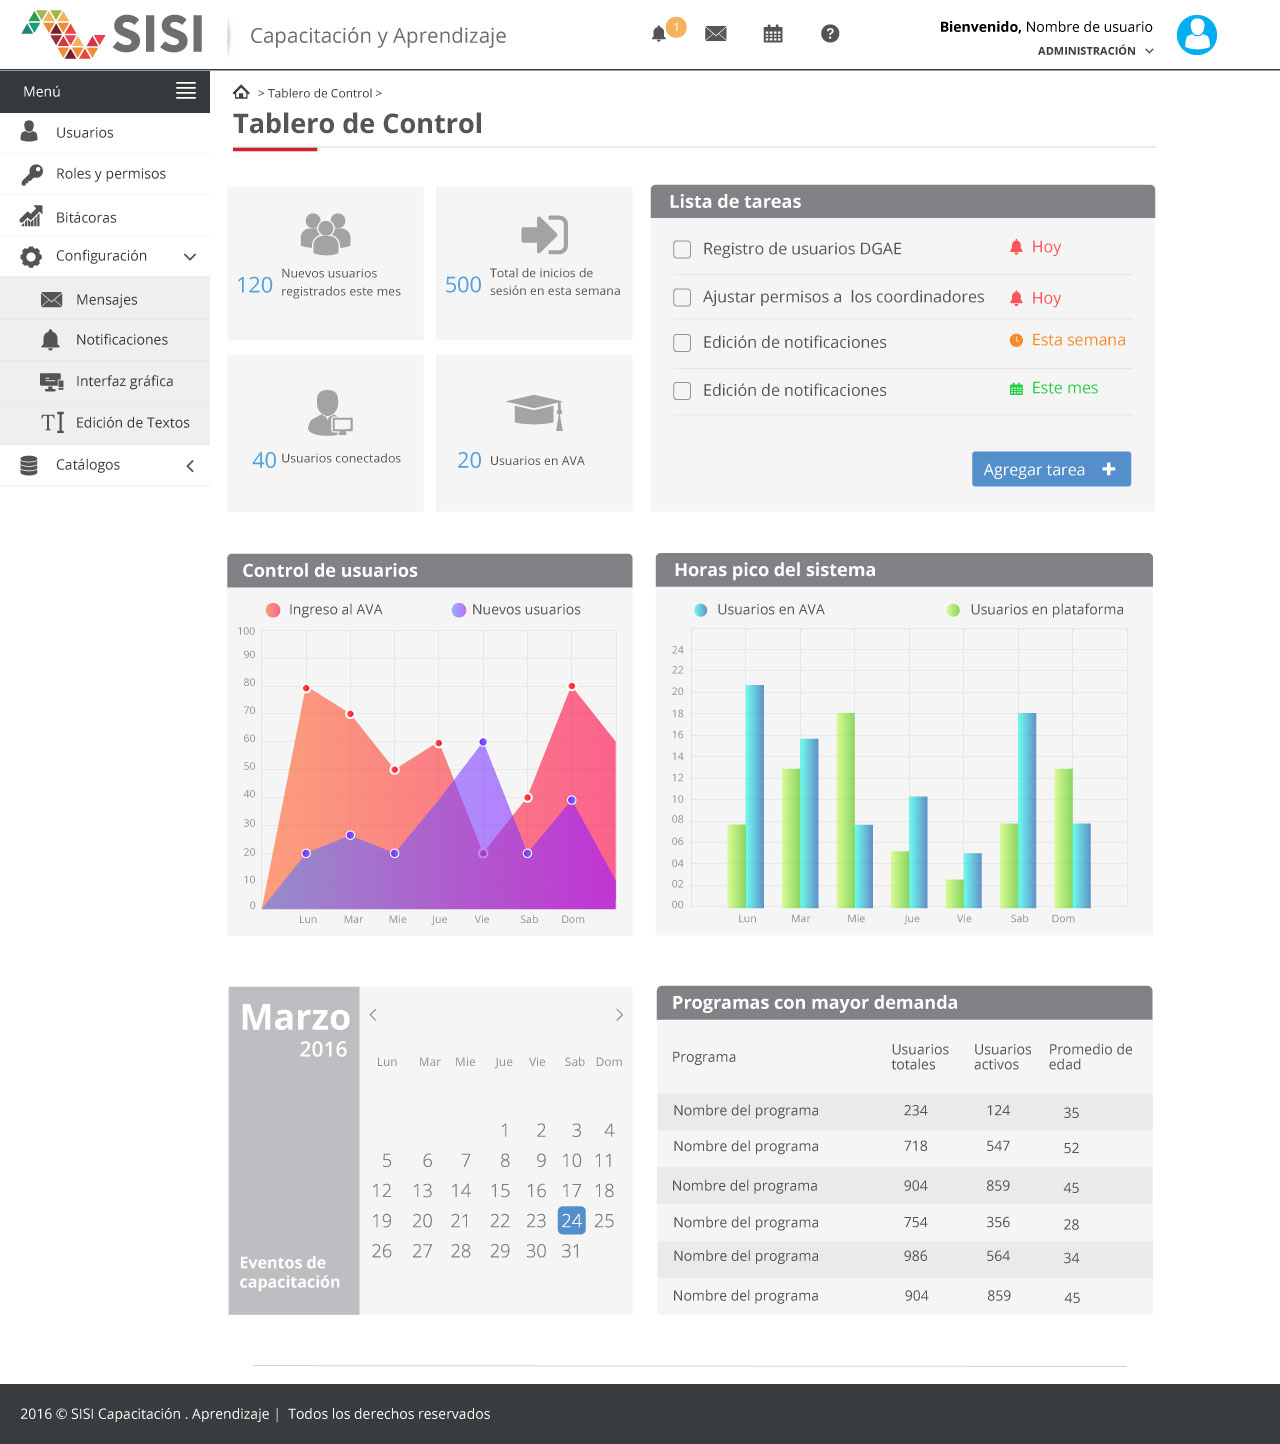 SISI
Capacitación y Aprendizaje
1
?
Bienvenido, Nombre de usuario
ADMINISTRACIÓN
Menú
Usuarios
Roles y permisos
Bitácoras
Configuración
Mensajes
Notificaciones
Interfaz gráfica
TI Edición de Textos
Catálogos
> Tablero de Control >
Tablero de Control
120 Nuevos usuarios
registrados este mes
500 Total de inicios de
sesión en esta semana
40 Usuarios conectados
20 Usuarios en AVA
Lista de tareas
Registro de usuarios DGAE Hoy
Ajustar permisos a los coordinadores Hoy
Edición de notificaciones Esta semana
Edición de notificaciones Este mes
Agregar tarea +
Control de usuarios
Ingreso al AVA Nuevos usuarios
100
90
80
70
60
50
40
30
20
10
0
Lun Mar Mie Jue Vie Sab Dom
Horas pico del sistema
Usuarios en AVA Usuarios en plataforma
24
22
20
18
16
14
12
10
08
06
04
02
00
Lun Mar Mie Jue Vie Sab Dom
Marzo
2016
Eventos de
capacitación
< >
Lun Mar Mie Jue Vie Sab Dom
1 2 3 4
5 6 7 8 9 10 11
12 13 14 15 16 17 18
19 20 21 22 23 24 25
26 27 28 29 30 31
Programas con mayor demanda
Programa Usuarios totales Usuarios activos Promedio de edad
Nombre del programa 234 124 35
Nombre del programa 718 547 52
Nombre del programa 904 859 45
Nombre del programa 754 356 28
Nombre del programa 986 564 34
Nombre del programa 904 859 45
2016 © SISI Capacitación . Aprendizaje | Todos los derechos reservados